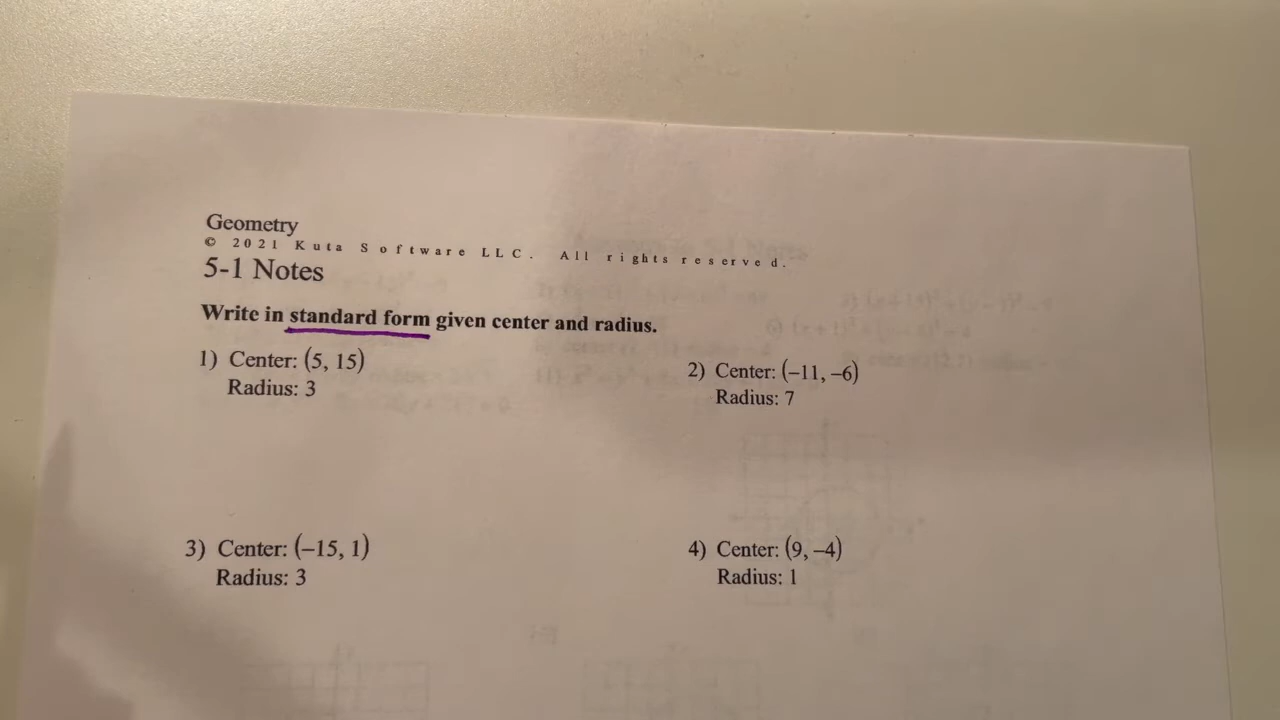 Geometry
© 2021 Kuta Software LLC. All rights reserved.
5-1 Notes
Write in standard form given center and radius.
1) Center: (5, 15)
Radius: 3
2) Center: (−11, −6)
Radius: 7
3) Center: (−15, 1)
Radius: 3
4) Center: (9, −4)
Radius: 1